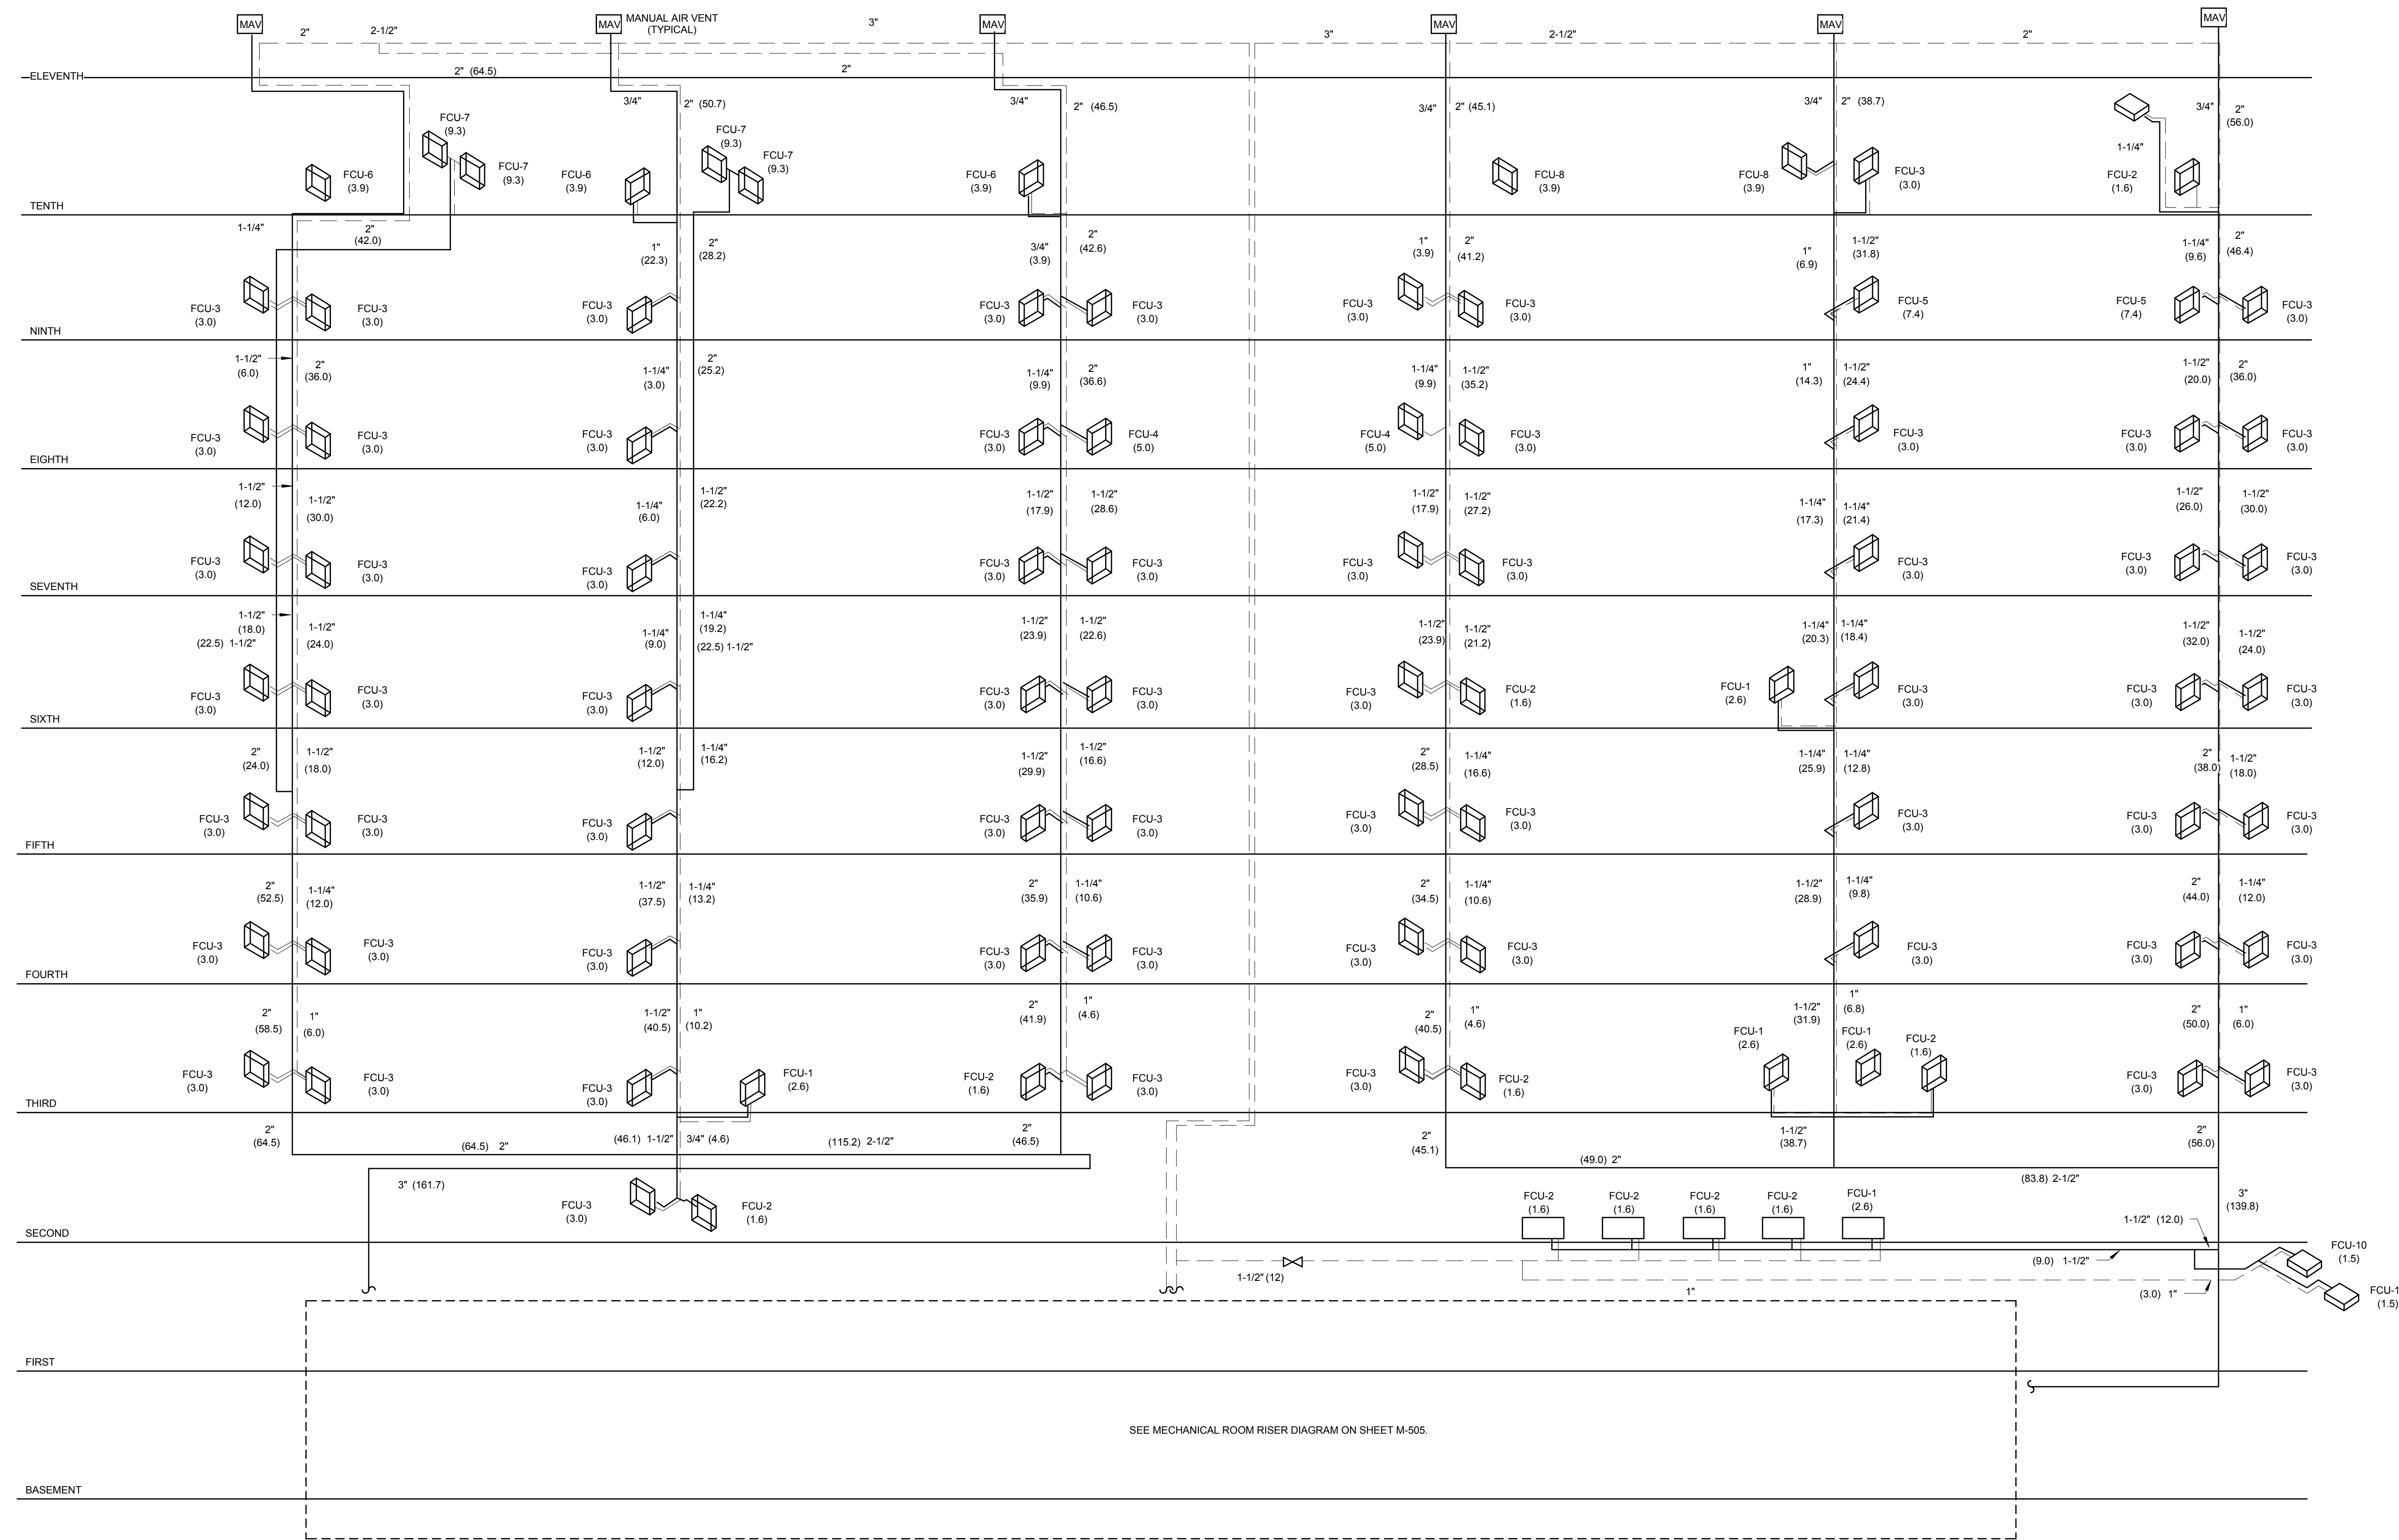 MAV
MAV
MANUAL AIR VENT
(TYPICAL)
MAV
MAV
MAV
MAV
2"
2-1/2"
3"
3"
2-1/2"
2"
ELEVENTH
2" (64.5)
2"
3/4"
2" (50.7)
3/4"
2" (46.5)
3/4"
2" (45.1)
3/4"
2" (38.7)
3/4"
2"
(56.0)
1-1/4"
FCU-7
(9.3)
FCU-7
(9.3)
FCU-6
(3.9)
FCU-7
(9.3)
FCU-7
(9.3)
FCU-6
(3.9)
FCU-6
(3.9)
FCU-8
(3.9)
FCU-8
(3.9)
FCU-3
(3.0)
FCU-2
(1.6)
TENTH
1-1/4"
2"
(42.0)
1"
(22.3)
2"
(28.2)
3/4"
(3.9)
2"
(42.6)
1"
(3.9)
2"
(41.2)
1"
(6.9)
1-1/2"
(31.8)
1-1/4"
(9.6)
2"
(46.4)
FCU-3
(3.0)
FCU-3
(3.0)
FCU-3
(3.0)
FCU-3
(3.0)
FCU-3
(3.0)
FCU-3
(3.0)
FCU-3
(3.0)
FCU-5
(7.4)
FCU-5
(7.4)
FCU-3
(3.0)
NINTH
1-1/2"
(6.0)
2"
(36.0)
1-1/4"
(3.0)
2"
(25.2)
1-1/4"
(9.9)
2"
(36.6)
1-1/4"
(9.9)
1-1/2"
(35.2)
1"
(14.3)
1-1/2"
(24.4)
1-1/2"
(20.0)
2"
(36.0)
FCU-3
(3.0)
FCU-3
(3.0)
FCU-3
(3.0)
FCU-3
(3.0)
FCU-4
(5.0)
FCU-4
(5.0)
FCU-3
(3.0)
FCU-3
(3.0)
FCU-3
(3.0)
FCU-3
(3.0)
EIGHTH
1-1/2"
(12.0)
1-1/2"
(30.0)
1-1/4"
(6.0)
1-1/2"
(22.2)
1-1/2"
(17.9)
1-1/2"
(28.6)
1-1/2"
(17.9)
1-1/2"
(27.2)
1-1/4"
(17.3)
1-1/4"
(21.4)
1-1/2"
(26.0)
1-1/2"
(30.0)
FCU-3
(3.0)
FCU-3
(3.0)
FCU-3
(3.0)
FCU-3
(3.0)
FCU-3
(3.0)
FCU-3
(3.0)
FCU-3
(3.0)
FCU-3
(3.0)
FCU-3
(3.0)
FCU-3
(3.0)
SEVENTH
1-1/2"
(18.0)
(22.5) 1-1/2"
1-1/2"
(24.0)
1-1/4"
(9.0)
1-1/4"
(19.2)
(22.5) 1-1/2"
1-1/2"
(23.9)
1-1/2"
(22.6)
1-1/2"
(23.9)
1-1/2"
(21.2)
1-1/4"
(20.3)
1-1/4"
(18.4)
1-1/2"
(32.0)
1-1/2"
(24.0)
FCU-3
(3.0)
FCU-3
(3.0)
FCU-3
(3.0)
FCU-3
(3.0)
FCU-3
(3.0)
FCU-3
(3.0)
FCU-2
(1.6)
FCU-1
(2.6)
FCU-3
(3.0)
FCU-3
(3.0)
FCU-3
(3.0)
SIXTH
2"
(24.0)
1-1/2"
(18.0)
1-1/2"
(12.0)
1-1/4"
(16.2)
1-1/2"
(29.9)
1-1/2"
(16.6)
2"
(28.5)
1-1/4"
(16.6)
1-1/4"
(25.9)
1-1/4"
(12.8)
2"
(38.0)
1-1/2"
(18.0)
FCU-3
(3.0)
FCU-3
(3.0)
FCU-3
(3.0)
FCU-3
(3.0)
FCU-3
(3.0)
FCU-3
(3.0)
FCU-3
(3.0)
FCU-3
(3.0)
FCU-3
(3.0)
FCU-3
(3.0)
FIFTH
2"
(52.5)
1-1/4"
(12.0)
1-1/2"
(37.5)
1-1/4"
(13.2)
2"
(35.9)
1-1/4"
(10.6)
2"
(34.5)
1-1/4"
(10.6)
1-1/2"
(28.9)
1-1/4"
(9.8)
2"
(44.0)
1-1/4"
(12.0)
FCU-3
(3.0)
FCU-3
(3.0)
FCU-3
(3.0)
FCU-3
(3.0)
FCU-3
(3.0)
FCU-3
(3.0)
FCU-3
(3.0)
FCU-3
(3.0)
FCU-3
(3.0)
FCU-3
(3.0)
FOURTH
2"
(58.5)
1"
(6.0)
1-1/2"
(40.5)
1"
(10.2)
2"
(41.9)
1"
(4.6)
2"
(40.5)
1"
(4.6)
1-1/2"
(31.9)
1"
(6.8)
2"
(50.0)
1"
(6.0)
FCU-3
(3.0)
FCU-3
(3.0)
FCU-3
(3.0)
FCU-1
(2.6)
FCU-2
(1.6)
FCU-3
(3.0)
FCU-3
(3.0)
FCU-2
(1.6)
FCU-1
(2.6)
FCU-1
(2.6)
FCU-2
(1.6)
FCU-3
(3.0)
FCU-3
(3.0)
THIRD
2"
(64.5)
(64.5) 2"
(46.1) 1-1/2"
3/4" (4.6)
(115.2) 2-1/2"
2"
(46.5)
2"
(45.1)
(49.0) 2"
1-1/2"
(38.7)
2"
(56.0)
(83.8) 2-1/2"
3" (161.7)
FCU-3
(3.0)
FCU-2
(1.6)
FCU-2
(1.6)
FCU-2
(1.6)
FCU-2
(1.6)
FCU-2
(1.6)
FCU-1
(2.6)
3"
(139.8)
1-1/2" (12.0)
SECOND
1-1/2" (12)
(9.0) 1-1/2"
FCU-10
(1.5)
1"
(3.0) 1"
FCU-1
(1.5)
FIRST
SEE MECHANICAL ROOM RISER DIAGRAM ON SHEET M-505.
BASEMENT